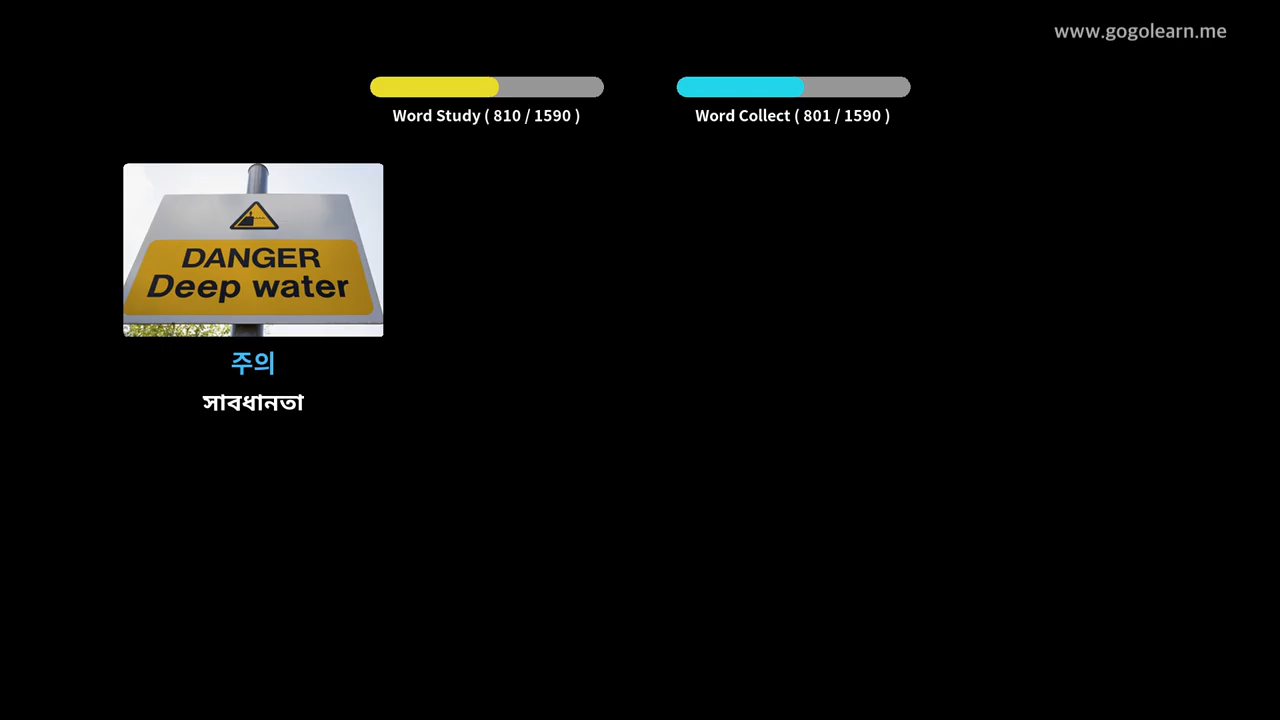 www.gogolearn.me
Word Study ( 810 / 1590 )
Word Collect ( 801 / 1590 )
DANGER
Deep water
주의
সাবধানতা